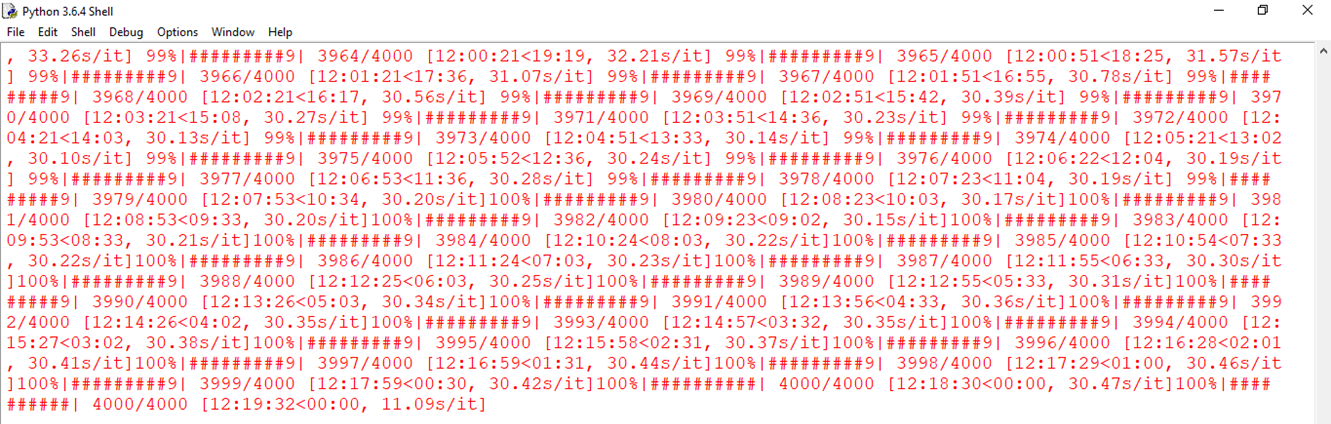 Python 3.6.4 Shell
File Edit Shell Debug Options Window Help
, 33.26s/it] 99%|#########9| 3964/4000 [12:00:21<19:19, 32.21s/it] 99%|#########9| 3965/4000 [12:00:51<18:25, 31.57s/it
] 99%|#########9| 3966/4000 [12:01:21<17:36, 31.07s/it] 99%|#########9| 3967/4000 [12:01:51<16:55, 30.78s/it] 99%|####
#####9| 3968/4000 [12:02:21<16:17, 30.56s/it] 99%|#########9| 3969/4000 [12:02:51<15:42, 30.39s/it] 99%|#########9| 397
0/4000 [12:03:21<15:08, 30.27s/it] 99%|#########9| 3971/4000 [12:03:51<14:36, 30.23s/it] 99%|#########9| 3972/4000 [12:
04:21<14:03, 30.13s/it] 99%|#########9| 3973/4000 [12:04:51<13:33, 30.14s/it] 99%|#########9| 3974/4000 [12:05:21<13:02
, 30.10s/it] 99%|#########9| 3975/4000 [12:05:52<12:36, 30.24s/it] 99%|#########9| 3976/4000 [12:06:22<12:04, 30.19s/it
] 99%|#########9| 3977/4000 [12:06:53<11:36, 30.28s/it] 99%|#########9| 3978/4000 [12:07:23<11:04, 30.19s/it] 99%|####
#####9| 3979/4000 [12:07:53<10:34, 30.20s/it]100%|#########9| 3980/4000 [12:08:23<10:03, 30.17s/it]100%|#########9| 398
1/4000 [12:08:53<09:33, 30.20s/it]100%|#########9| 3982/4000 [12:09:23<09:02, 30.15s/it]100%|#########9| 3983/4000 [12:
09:53<08:33, 30.21s/it]100%|#########9| 3984/4000 [12:10:24<08:03, 30.22s/it]100%|#########9| 3985/4000 [12:10:54<07:33
, 30.22s/it]100%|#########9| 3986/4000 [12:11:24<07:03, 30.23s/it]100%|#########9| 3987/4000 [12:11:55<06:33, 30.30s/it
]100%|#########9| 3988/4000 [12:12:25<06:03, 30.25s/it]100%|#########9| 3989/4000 [12:12:55<05:33, 30.31s/it]100%|####
#####9| 3990/4000 [12:13:26<05:03, 30.34s/it]100%|#########9| 3991/4000 [12:13:56<04:33, 30.36s/it]100%|#########9| 399
2/4000 [12:14:26<04:02, 30.35s/it]100%|#########9| 3993/4000 [12:14:57<03:32, 30.35s/it]100%|#########9| 3994/4000 [12:
15:27<03:02, 30.38s/it]100%|#########9| 3995/4000 [12:15:58<02:31, 30.37s/it]100%|#########9| 3996/4000 [12:16:28<02:01
, 30.41s/it]100%|#########9| 3997/4000 [12:16:59<01:31, 30.44s/it]100%|#########9| 3998/4000 [12:17:29<01:00, 30.46s/it
]100%|#########9| 3999/4000 [12:17:59<00:30, 30.42s/it]100%|##########| 4000/4000 [12:18:30<00:00, 30.47s/it]100%|####
######| 4000/4000 [12:19:32<00:00, 11.09s/it]